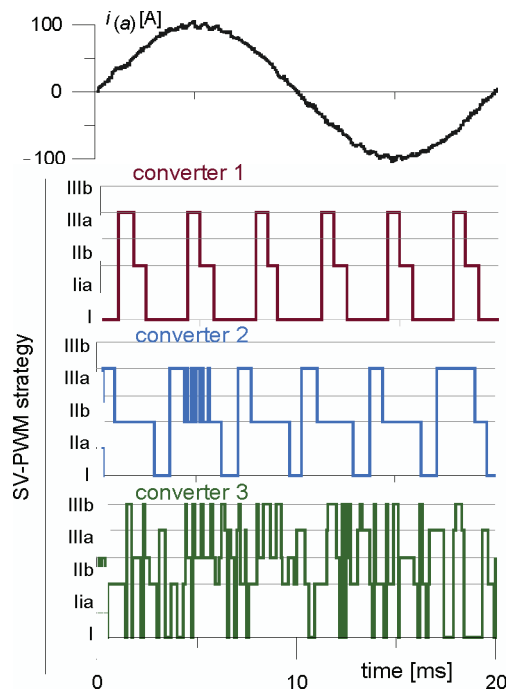 i(a) [A]
100
0
-100
SV-PWM strategy
converter 1
IIIb
IIIa
IIb
Iia
I
converter 2
IIIb
IIIa
IIb
IIa
I
converter 3
IIIb
IIIa
IIb
Iia
I
time [ms]
0
10
20